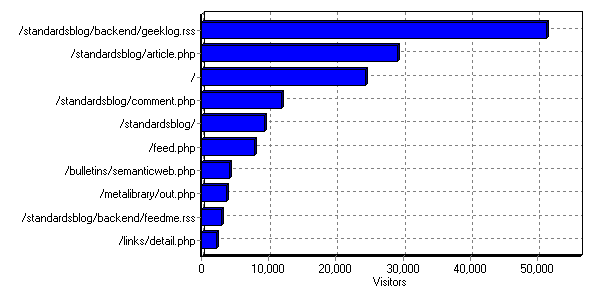 /standardsblog/backend/geeklog.rss
/standardsblog/article.php
/
/standardsblog/comment.php
/standardsblog/
/feed.php
/bulletins/semanticweb.php
/metalibrary/out.php
/standardsblog/backend/feedme.rss
/links/detail.php
0 10,000 20,000 30,000 40,000 50,000
Visitors